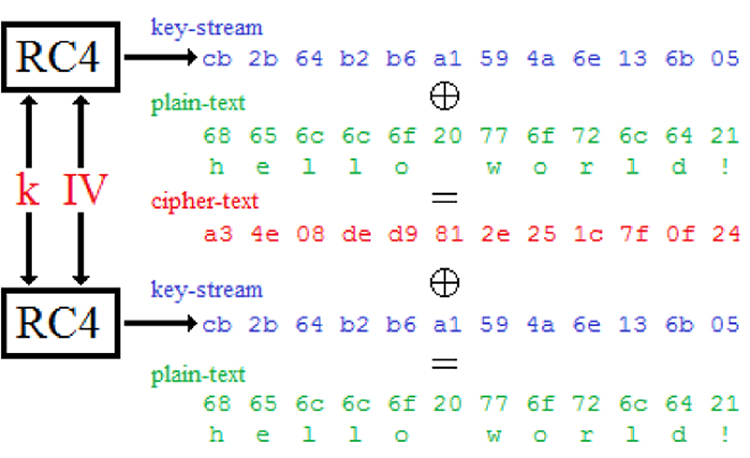 key-stream
RC4 cb 2b 64 b2 b6 a1 59 4a 6e 13 6b 05
⊕
plain-text
68 65 6c 6c 6f 20 77 6f 72 6c 64 21
h e l l o w o r l d !
k IV
cipher-text =
a3 4e 08 de d9 81 2e 25 1c 7f 0f 24
⊕
key-stream
RC4 cb 2b 64 b2 b6 a1 59 4a 6e 13 6b 05
=
plain-text
68 65 6c 6c 6f 20 77 6f 72 6c 64 21
h e l l o w o r l d !